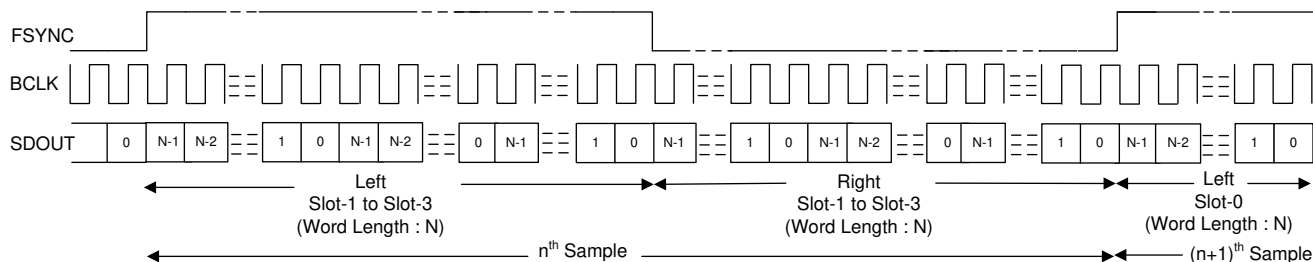 FSYNC
BCLK
SDOUT 0 N-1 N-2 1 0 N-1 N-2 0 N-1 1 0 N-1 1 0 N-1 N-2 0 N-1 1 0 N-1 N-2 1 0
Left
Slot-1 to Slot-3
(Word Length : N)
Right
Slot-1 to Slot-3
(Word Length : N)
Left
Slot-0
(Word Length : N)
nth Sample
(n+1)th Sample